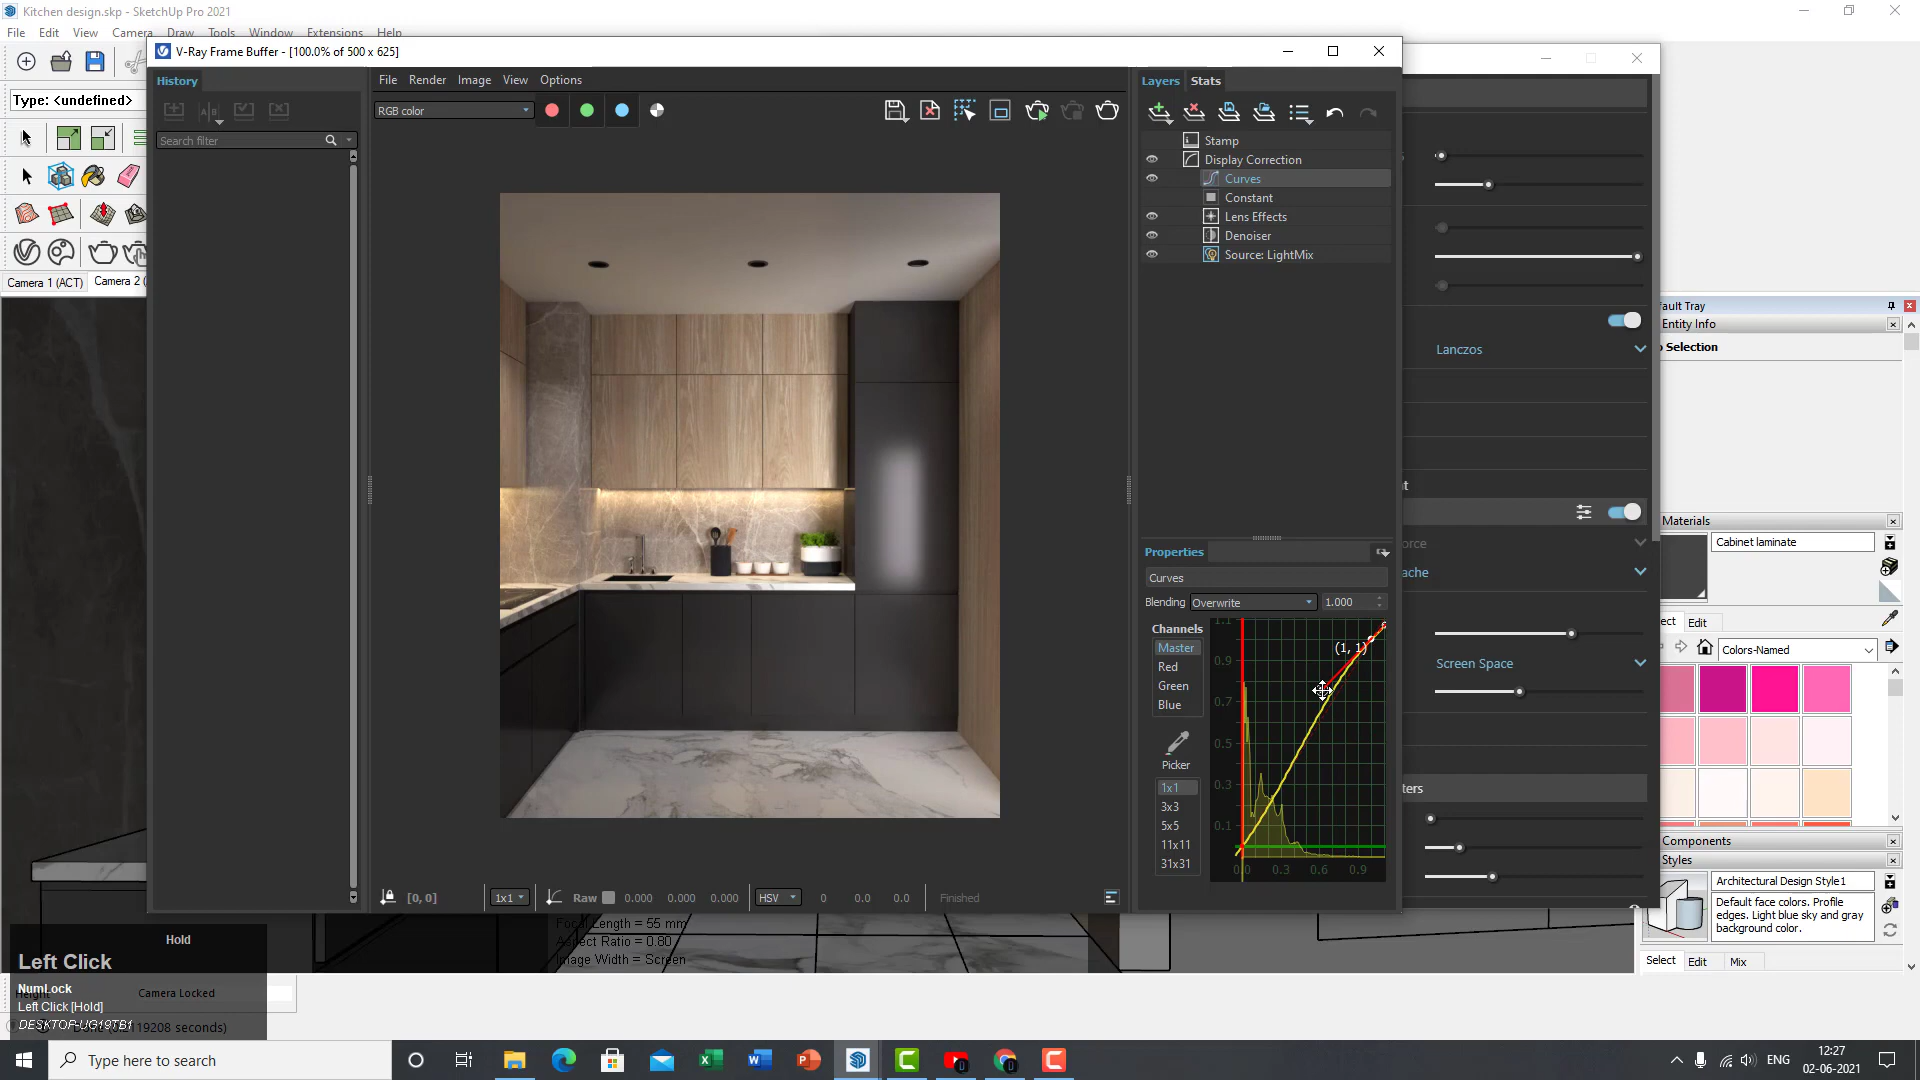 Kitchen design.skp - SketchUp Pro 2021
File Edit View Camera Draw Tools Window Extensions Help
V-Ray Frame Buffer - [100.0% of 500 x 625]
Type: <undefined>
History
File Render Image View Options
Layers Stats
RGB color
Search filter
Stamp
Display Correction
Curves
Constant
Lens Effects
Denoiser
Source: LightMix
Camera 1 (ACT) Camera 2
fault Tray
Entity Info
Selection
Lanczos
Materials
Cabinet laminate
Properties
Curves
Blending Overwrite 1.000
Channels
Master
Red
Green
Blue
Picker
1x1
3x3
5x5
11x11
31x31
1.1
0.9
0.7
0.5
0.3
0.1
0.0 0.3 0.6 0.9
(1, 1)
orce
ache
Screen Space
ters
ect Edit
Colors-Named
Components
Styles
Architectural Design Style1
Default face colors. Profile
edges. Light blue sky and gray
background color.
Select Edit Mix
[0, 0] 1x1 Raw 0.000 0.000 0.000 HSV 0 0.0 0.0 Finished
Focal Length = 55 mm
Aspect Ratio = 0.80
Image Width = Screen
Hold
Left Click
NumLock
Left Click [Hold]
DESKTOP-UG19TB1
Height Camera Locked
119208 seconds)
Type here to search
ENG
12:27
02-06-2021